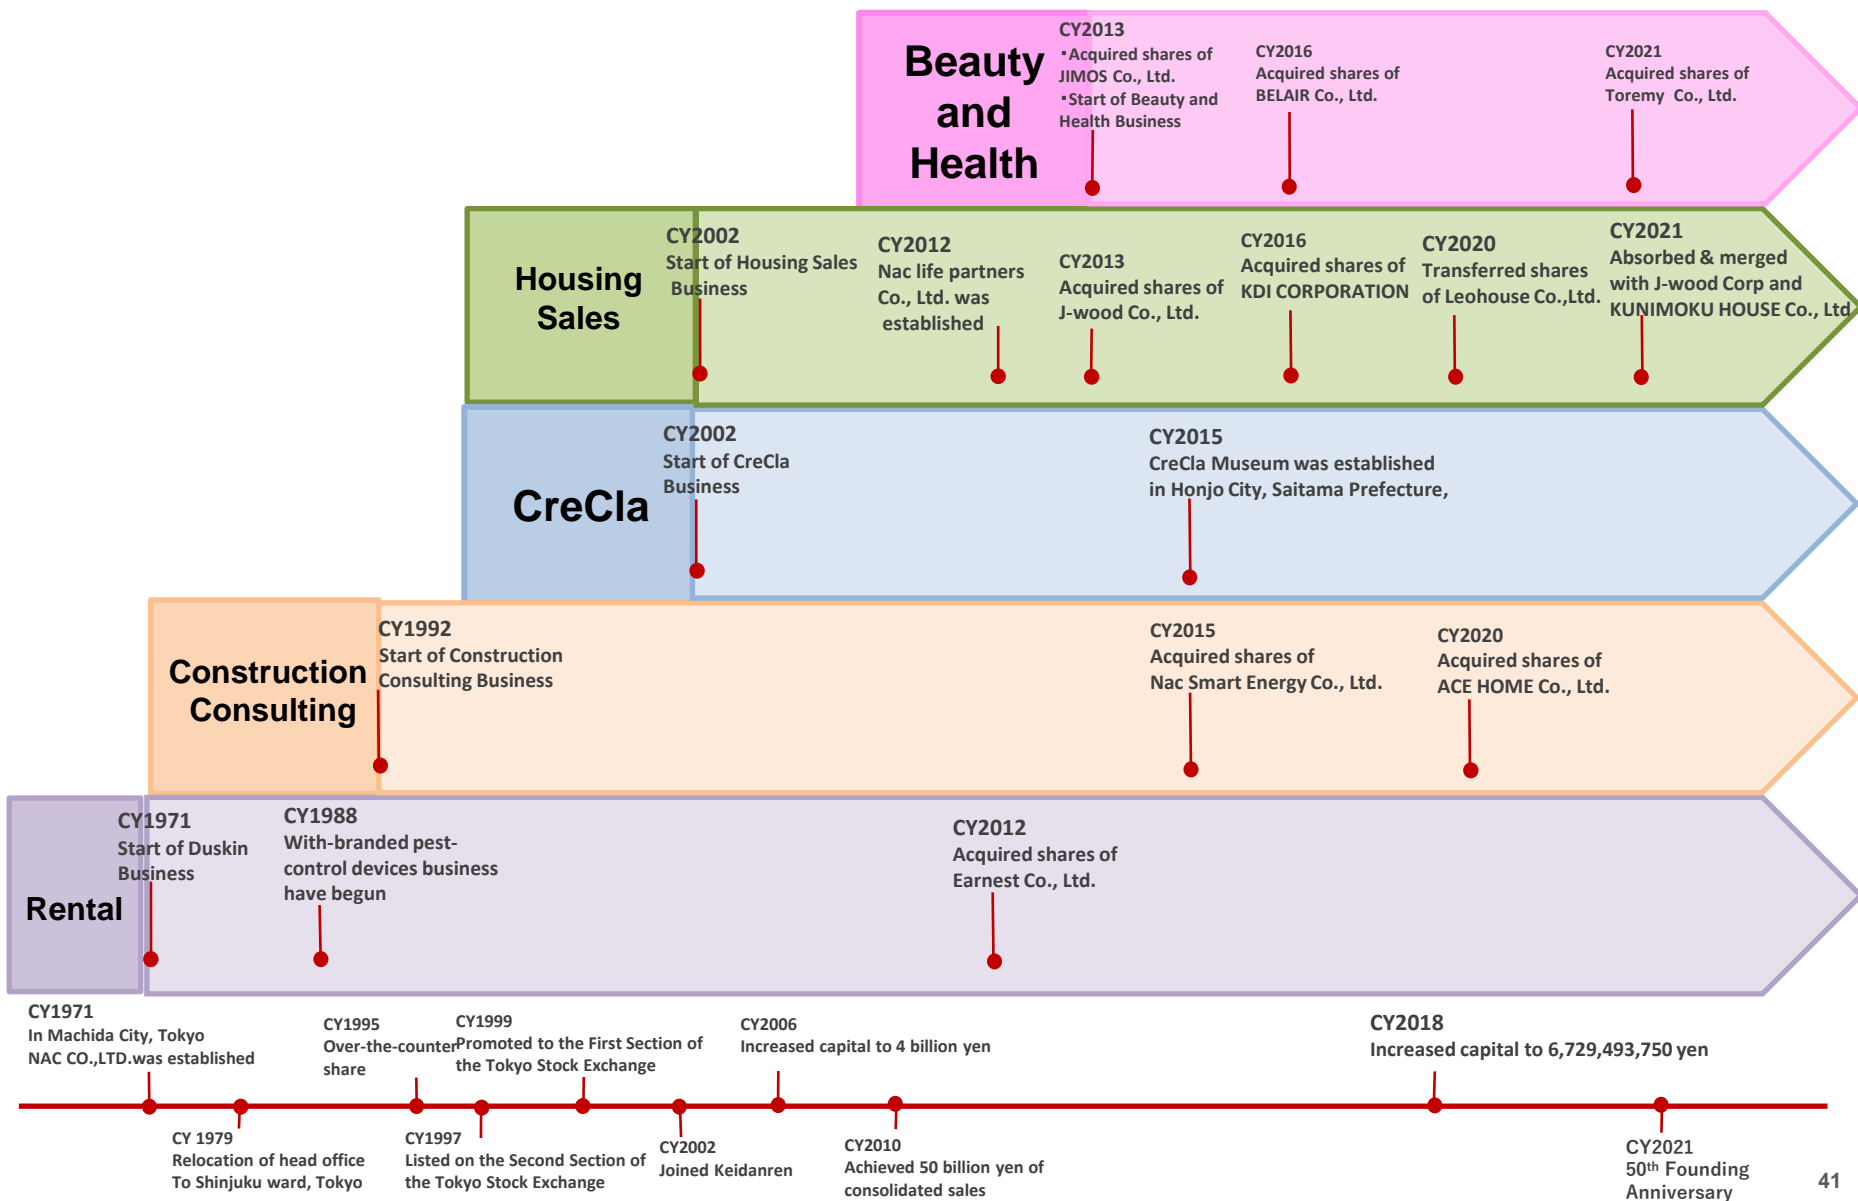 Beauty
and
Health
CY2013
・Acquired shares of
JIMOS Co., Ltd.
・Start of Beauty and
Health Business
CY2016
Acquired shares of
BELAIR Co., Ltd.
CY2021
Acquired shares of
Toremy Co., Ltd.
Housing
Sales
CY2002
Start of Housing Sales
Business
CY2012
Nac life partners
Co., Ltd. was
established
CY2013
Acquired shares of
J-wood Co., Ltd.
CY2016
Acquired shares of
KDI CORPORATION
CY2020
Transferred shares
of Leohouse Co.,Ltd.
CY2021
Absorbed & merged
with J-wood Corp and
KUNIMOKU HOUSE Co., Ltd
CreCla
CY2002
Start of CreCla
Business
CY2015
CreCla Museum was established
in Honjo City, Saitama Prefecture,
Construction
Consulting
CY1992
Start of Construction
Consulting Business
CY2015
Acquired shares of
Nac Smart Energy Co., Ltd.
CY2020
Acquired shares of
ACE HOME Co., Ltd.
Rental
CY1971
Start of Duskin
Business
CY1988
With-branded pest-
control devices business
have begun
CY2012
Acquired shares of
Earnest Co., Ltd.
CY1971
In Machida City, Tokyo
NAC CO.,LTD.was established
CY1995
Over-the-counter
share
CY1999
Promoted to the First Section of
the Tokyo Stock Exchange
CY2006
Increased capital to 4 billion yen
CY2018
Increased capital to 6,729,493,750 yen
CY 1979
Relocation of head office
To Shinjuku ward, Tokyo
CY1997
Listed on the Second Section of
the Tokyo Stock Exchange
CY2002
Joined Keidanren
CY2010
Achieved 50 billion yen of
consolidated sales
CY2021
50th Founding
Anniversary
41